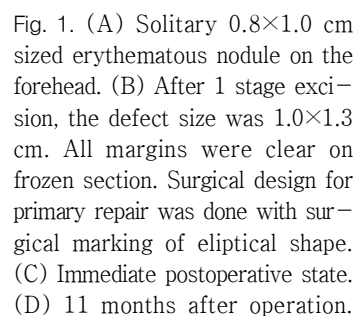 Fig. 1. (A) Solitary 0.8×1.0 cm
sized erythematous nodule on the
forehead. (B) After 1 stage exci-
sion, the defect size was 1.0×1.3
cm. All margins were clear on
frozen section. Surgical design for
primary repair was done with sur-
gical marking of eliptical shape.
(C) Immediate postoperative state.
(D) 11 months after operation.